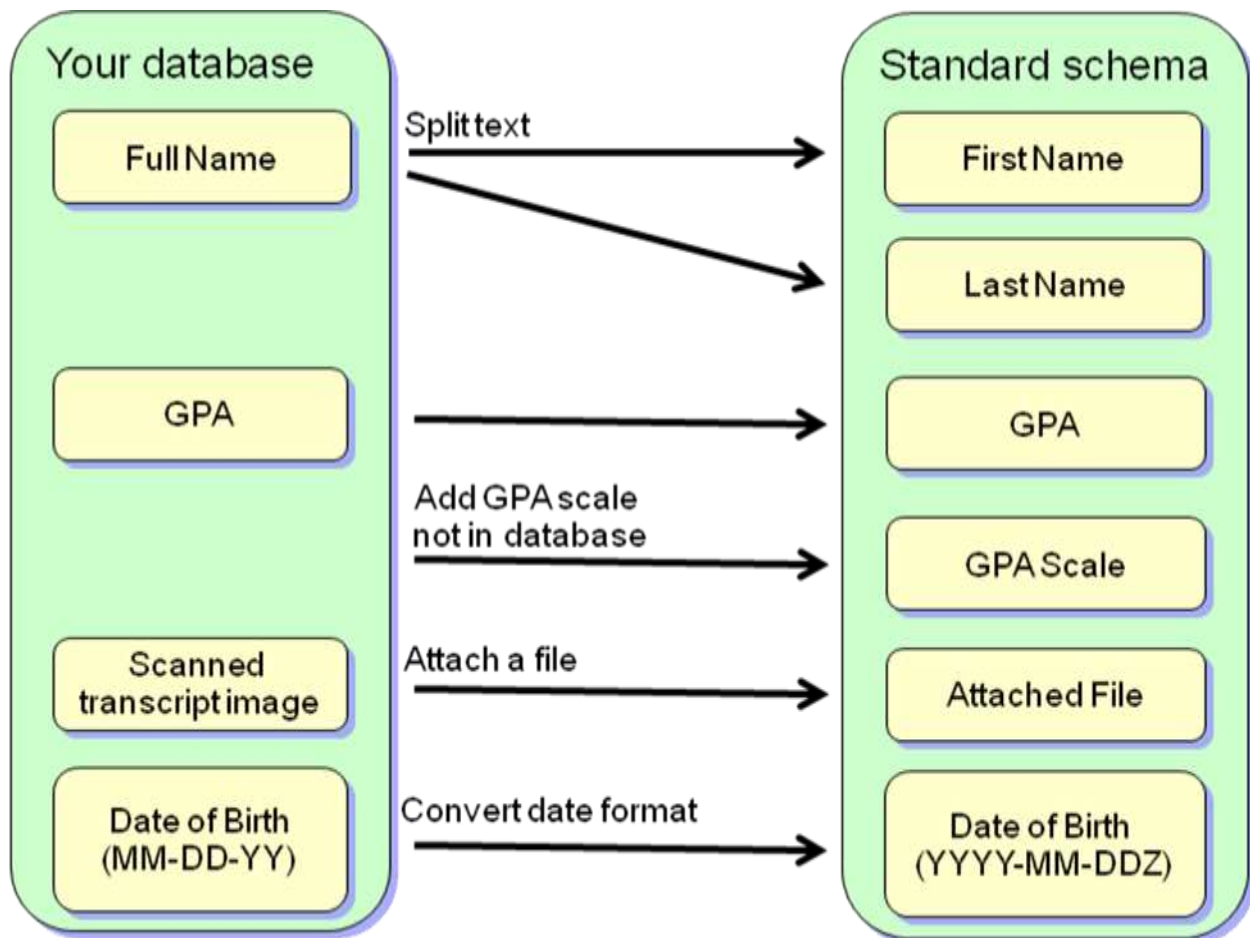 Your database
Standard schema
Full Name
Split text
First Name
Last Name
GPA
GPA
Add GPA scale
not in database
GPA Scale
Scanned
transcript image
Attach a file
Attached File
Date of Birth
(MM-DD-YY)
Convert date format
Date of Birth
(YYYY-MM-DDZ)